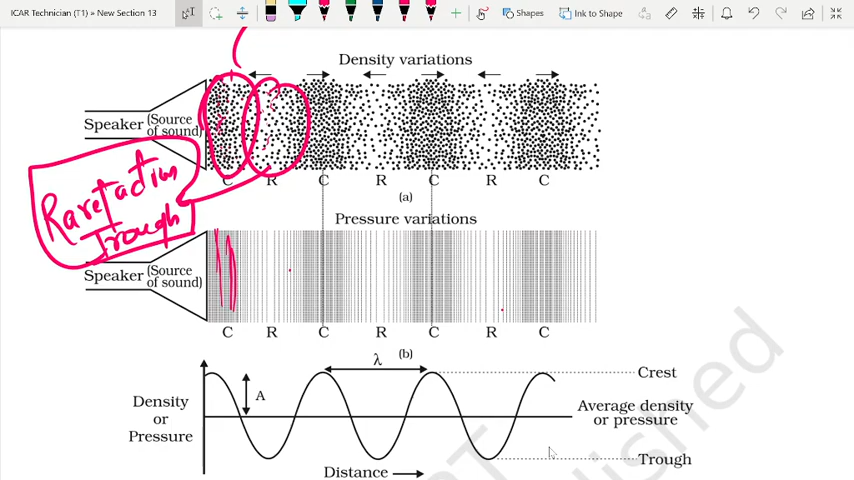 ICAR Technician (T1) » New Section 13
Shapes
Ink to Shape
Density variations
Speaker (Source
of sound)
C R C R C R C
(a)
Rarefaction
Trough
Pressure variations
Speaker (Source
of sound)
C R C R C R C
(b)
λ
Crest
A
Density
or
Pressure
Average density
or pressure
Trough
Distance